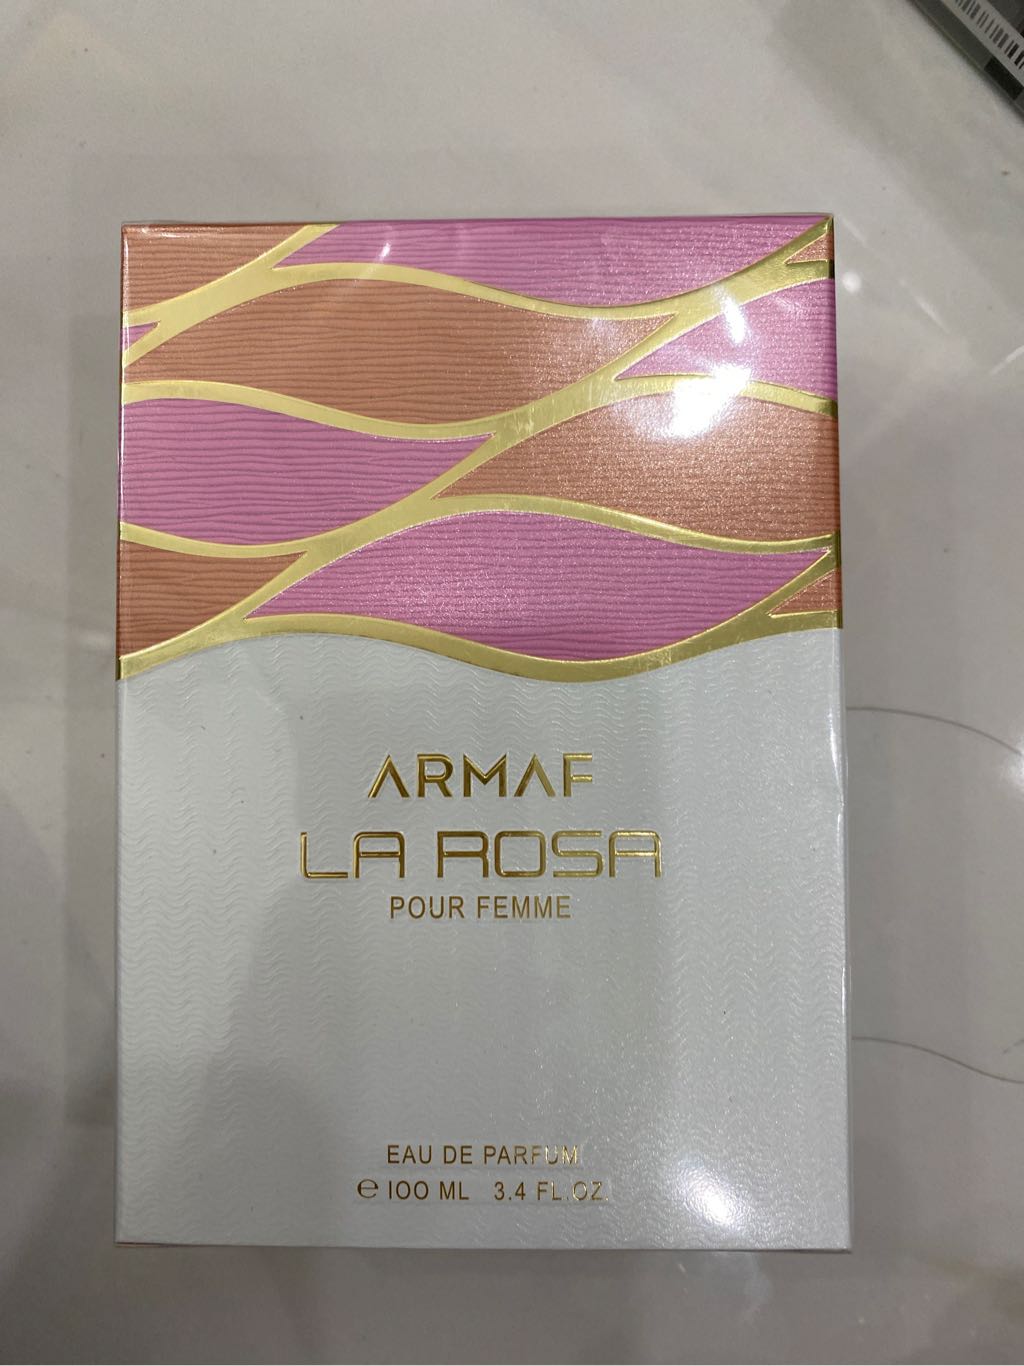 ARMAF
LA ROSA
POUR FEMME
EAU DE PARFUM
℮ 100 ML 3.4 FL.OZ.